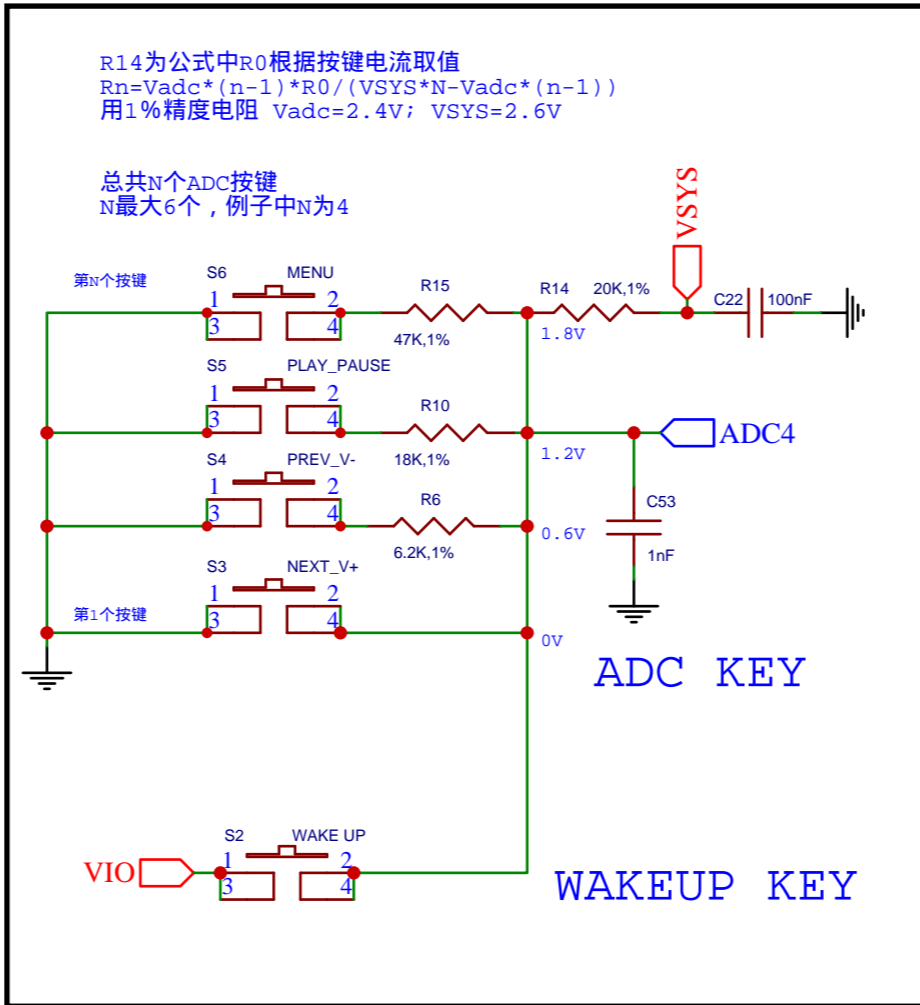 R14为公式中R0根据按键电流取值
Rn=Vadc*(n-1)*R0/(VSYS*N-Vadc*(n-1))
用1%精度电阻 Vadc=2.4V; VSYS=2.6V
总共N个ADC按键
N最大6个，例子中N为4
VSYS
第N个按键
S6 MENU
1 2
3 4
R15
47K,1%
R14 20K,1%
1.8V
C22 100nF
S5 PLAY_PAUSE
1 2
3 4
R10
18K,1%
1.2V
ADC4
S4 PREV_V-
1 2
3 4
R6
6.2K,1%
0.6V
C53
1nF
S3 NEXT_V+
第1个按键
1 2
3 4
0V
ADC KEY
S2 WAKE UP
VIO
1 2
3 4
WAKEUP KEY